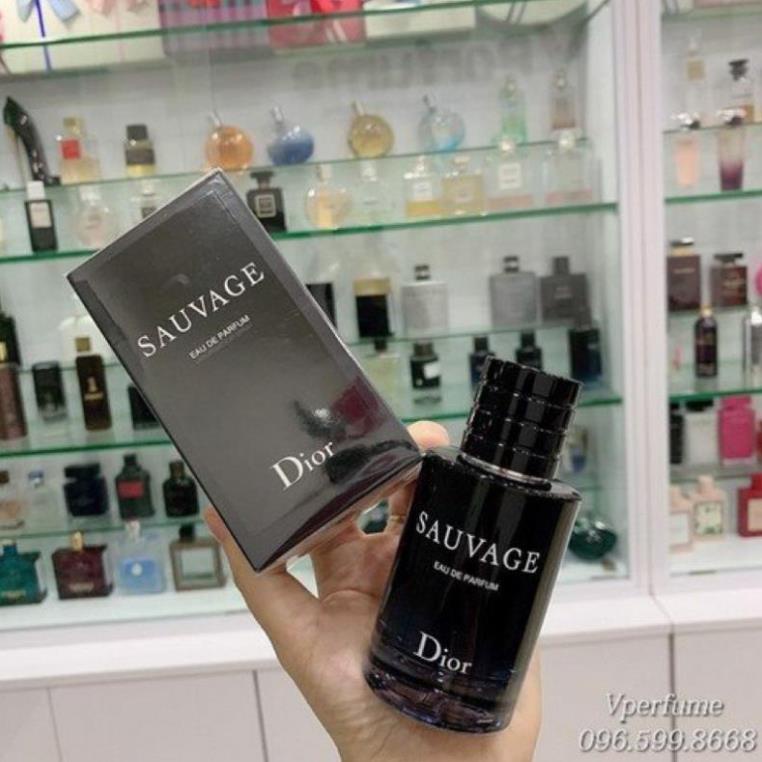 SAUVAGE
EAU DE PARFUM
Dior
SAUVAGE
EAU DE PARFUM
Dior
Vperfume
096.599.8668